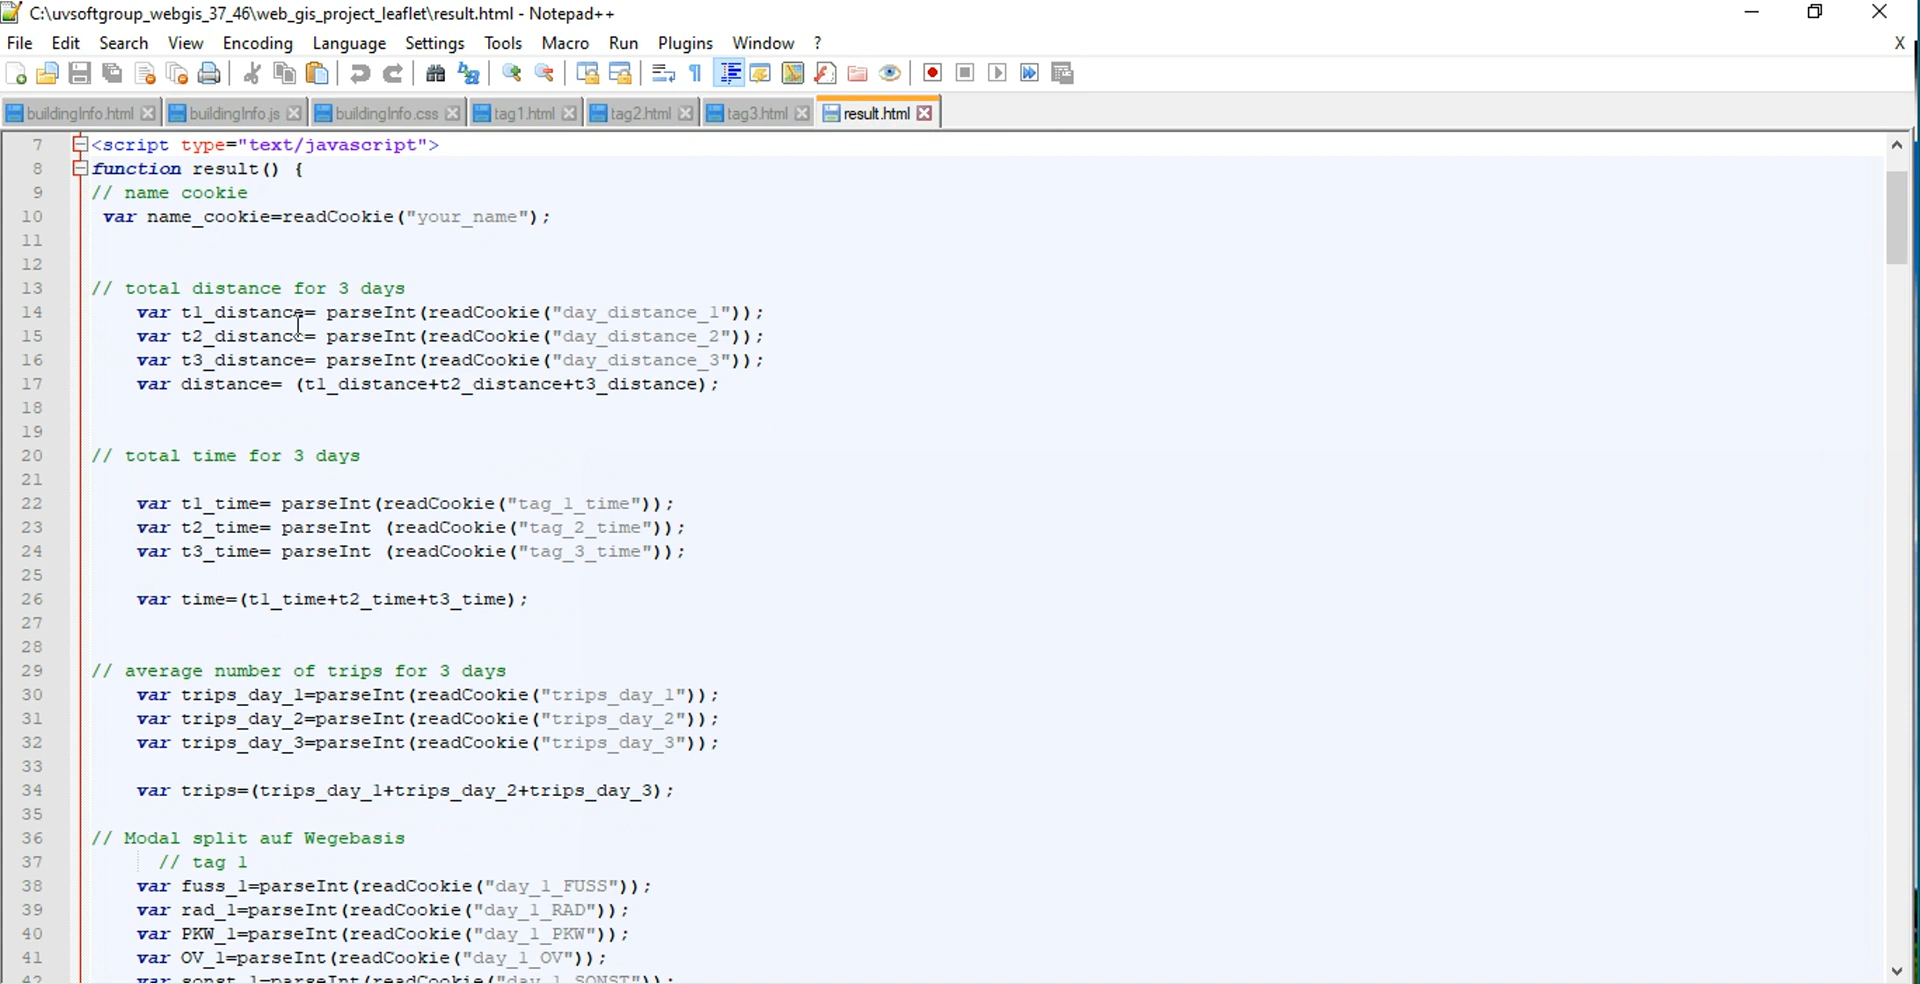 C:\uvsoftgroup_webgis_37_46\web_gis_project_leaflet\result.html - Notepad++
File Edit Search View Encoding Language Settings Tools Macro Run Plugins Window ? X
buildingInfo.html buildingInfo.js buildingInfo.css tag1.html tag2.html tag3.html result.html
7 <script type="text/javascript">
8 function result() {
9 // name cookie
10 var name_cookie=readCookie("your_name");
11
12
13 // total distance for 3 days
14 var t1_distance= parseInt(readCookie("day_distance_1"));
15 var t2_distance= parseInt(readCookie("day_distance_2"));
16 var t3_distance= parseInt(readCookie("day_distance_3"));
17 var distance= (t1_distance+t2_distance+t3_distance);
18
19
20 // total time for 3 days
21
22 var t1_time= parseInt(readCookie("tag_1_time"));
23 var t2_time= parseInt (readCookie("tag_2_time"));
24 var t3_time= parseInt (readCookie("tag_3_time"));
25
26 var time=(t1_time+t2_time+t3_time);
27
28
29 // average number of trips for 3 days
30 var trips_day_1=parseInt(readCookie("trips_day_1"));
31 var trips_day_2=parseInt(readCookie("trips_day_2"));
32 var trips_day_3=parseInt(readCookie("trips_day_3"));
33
34 var trips=(trips_day_1+trips_day_2+trips_day_3);
35
36 // Modal split auf Wegebasis
37 // tag 1
38 var fuss_1=parseInt(readCookie("day_1_FUSS"));
39 var rad_1=parseInt(readCookie("day_1_RAD"));
40 var PKW_1=parseInt(readCookie("day_1_PKW"));
41 var OV_1=parseInt(readCookie("day_1_OV"));
42 var sonst_1=parseInt(readCookie("day_1_SONST"));